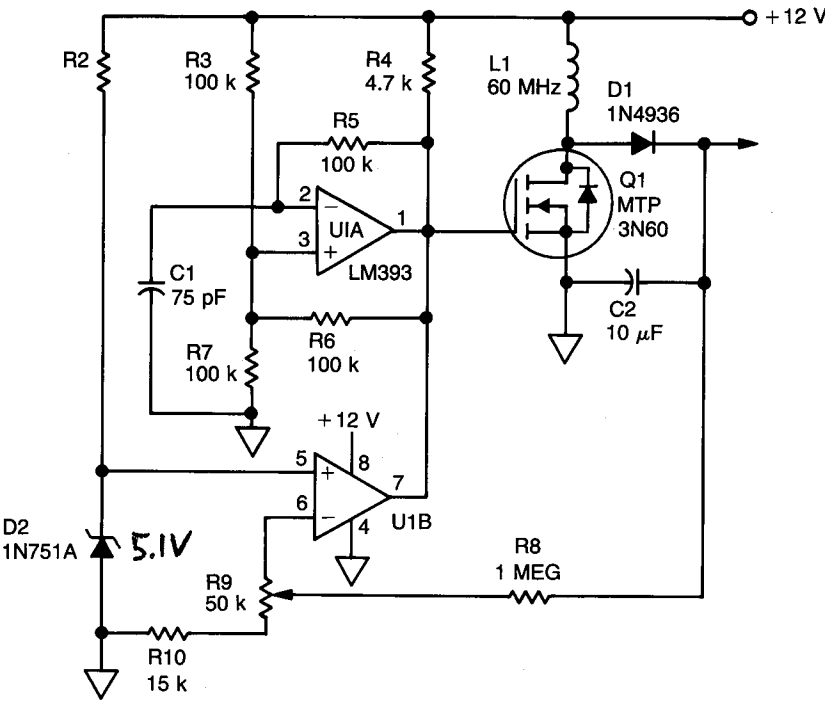 +12 V
R2
R3
100 k
R4
4.7 k
L1
60 MHz
D1
1N4936
R5
100 k
Q1
MTP
3N60
2
−
UIA
1
3
+
LM393
C1
75 pF
C2
10 μF
R6
100 k
R7
100 k
+12 V
5
+
8
7
6
−
4
U1B
D2
1N751A
5.1V
R8
1 MEG
R9
50 k
R10
15 k